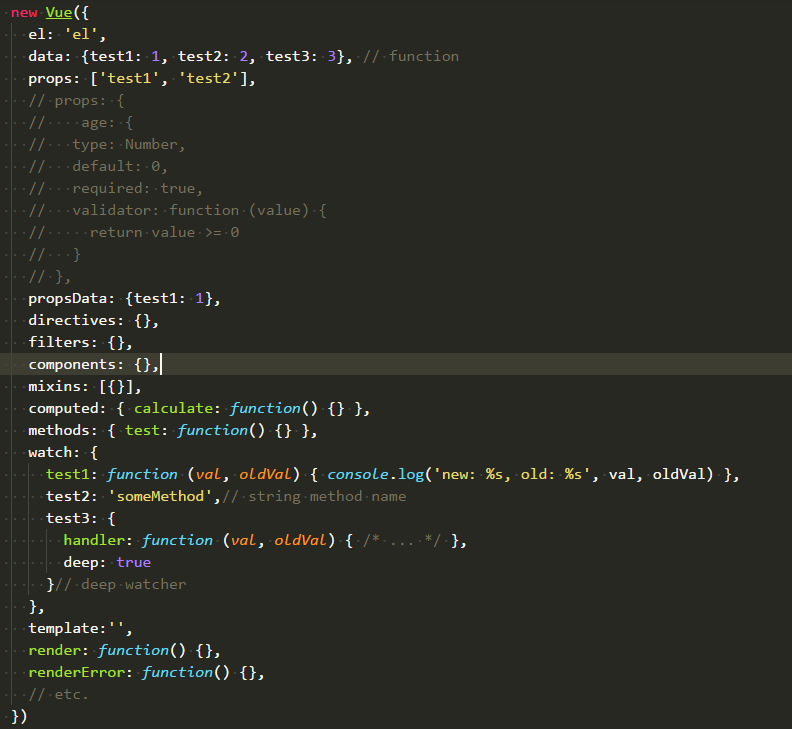 new Vue({
  el: 'el',
  data: {test1: 1, test2: 2, test3: 3}, // function
  props: ['test1', 'test2'],
  // props: {
  //    age: {
  //   type: Number,
  //   default: 0,
  //   required: true,
  //   validator: function (value) {
  //     return value >= 0
  //   }
  // },
  propsData: {test1: 1},
  directives: {},
  filters: {},
  components: {},
  mixins: [{}],
  computed: { calculate: function() {} },
  methods: { test: function() {} },
  watch: {
    test1: function (val, oldVal) { console.log('new: %s, old: %s', val, oldVal) },
    test2: 'someMethod',// string method name
    test3: {
      handler: function (val, oldVal) { /* ... */ },
      deep: true
    }// deep watcher
  },
  template:'',
  render: function() {},
  renderError: function() {},
  // etc.
})